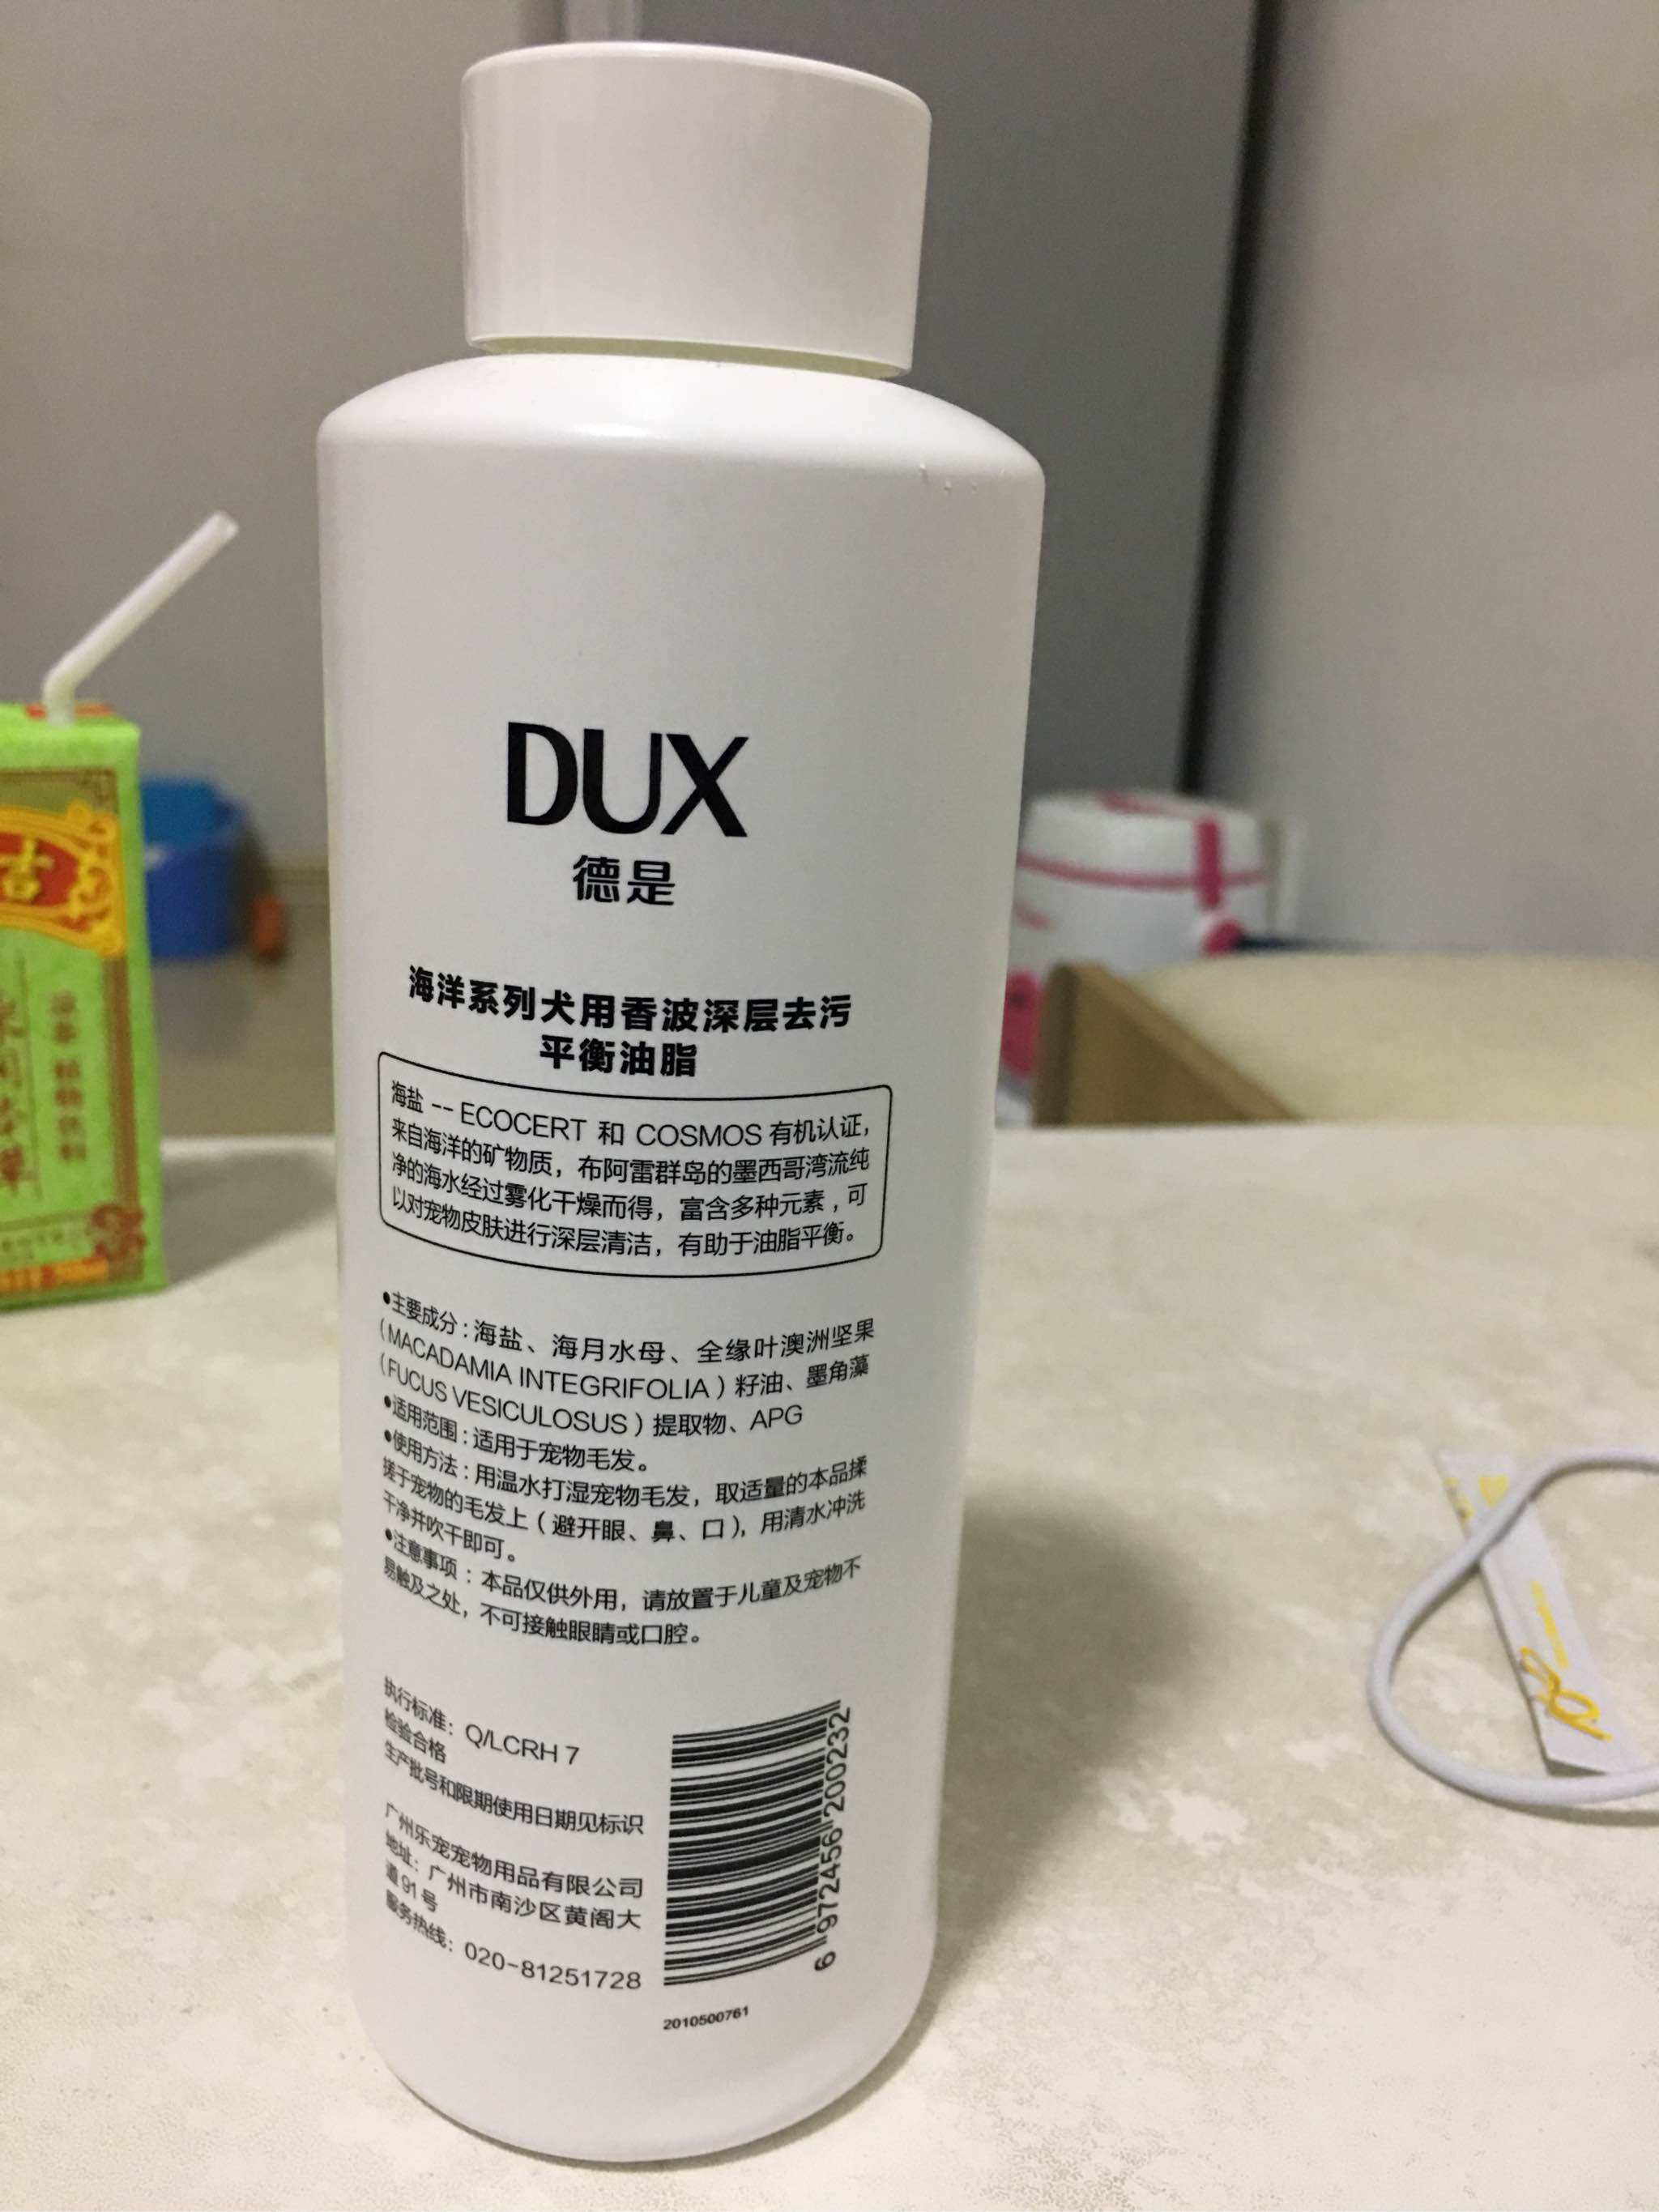 DUX
德是
海洋系列犬用香波深层去污
平衡油脂
海盐 -- ECOCERT 和 COSMOS 有机认证，
来自海洋的矿物质，布阿雷群岛的墨西哥湾流纯
净的海水经过雾化干燥而得，富含多种元素，可
以对宠物皮肤进行深层清洁，有助于油脂平衡。
•主要成分：海盐、海月水母、全缘叶澳洲坚果
（MACADAMIA INTEGRIFOLIA）籽油、墨角藻
（FUCUS VESICULOSUS）提取物、APG
•适用范围：适用于宠物毛发。
•使用方法：用温水打湿宠物毛发，取适量的本品揉
搓于宠物的毛发上（避开眼、鼻、口），用清水冲洗
干净并吹干即可。
•注意事项：本品仅供外用，请放置于儿童及宠物不
易触及之处，不可接触眼睛或口腔。
执行标准：Q/LCRH 7
检验合格
生产批号和限期使用日期见标识
广州乐宠宠物用品有限公司
地址：广州市南沙区黄阁大
道91号
服务热线：020-81251728
6 972456 200232
2010500761
吉
凉茶 植物饮料